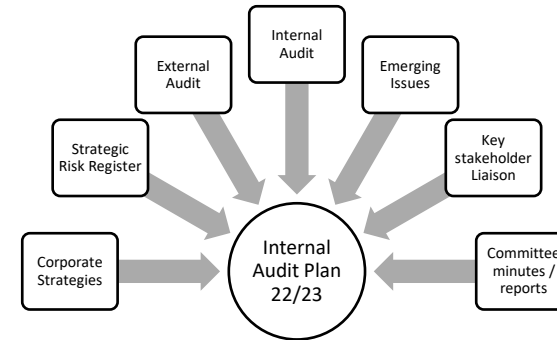 Internal
Audit
External
Audit
Emerging
Issues
Strategic
Risk Register
Key
stakeholder
Liaison
Corporate
Strategies
Internal
Audit Plan
22/23
Committee
minutes /
reports